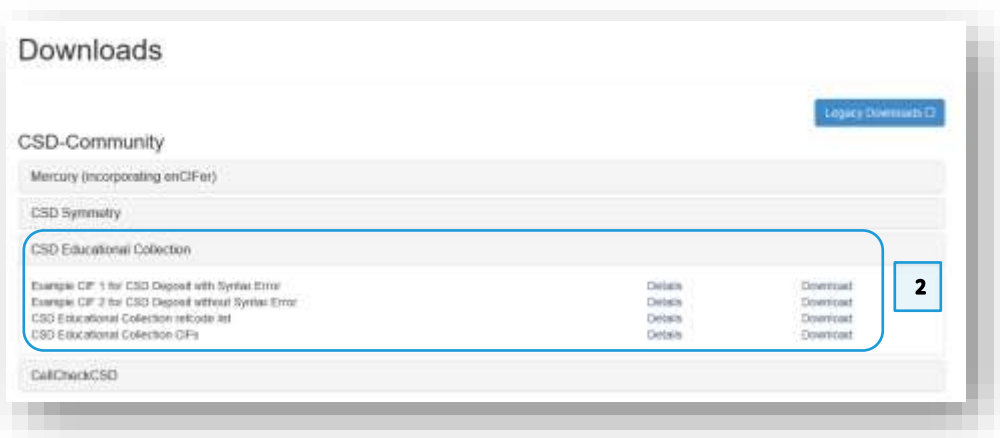 Downloads
Legacy Downloads
CSD-Community
Mercury (incorporating enCIFer)
CSD Symmetry
CSD Educational Collection
Example CIF 1 for CSD Deposit with Syntax Error Details Download
Example CIF 2 for CSD Deposit without Syntax Error Details Download
CSD Educational Collection refcode list Details Download
CSD Educational Collection CIFs Details Download
2
CellCheckCSD